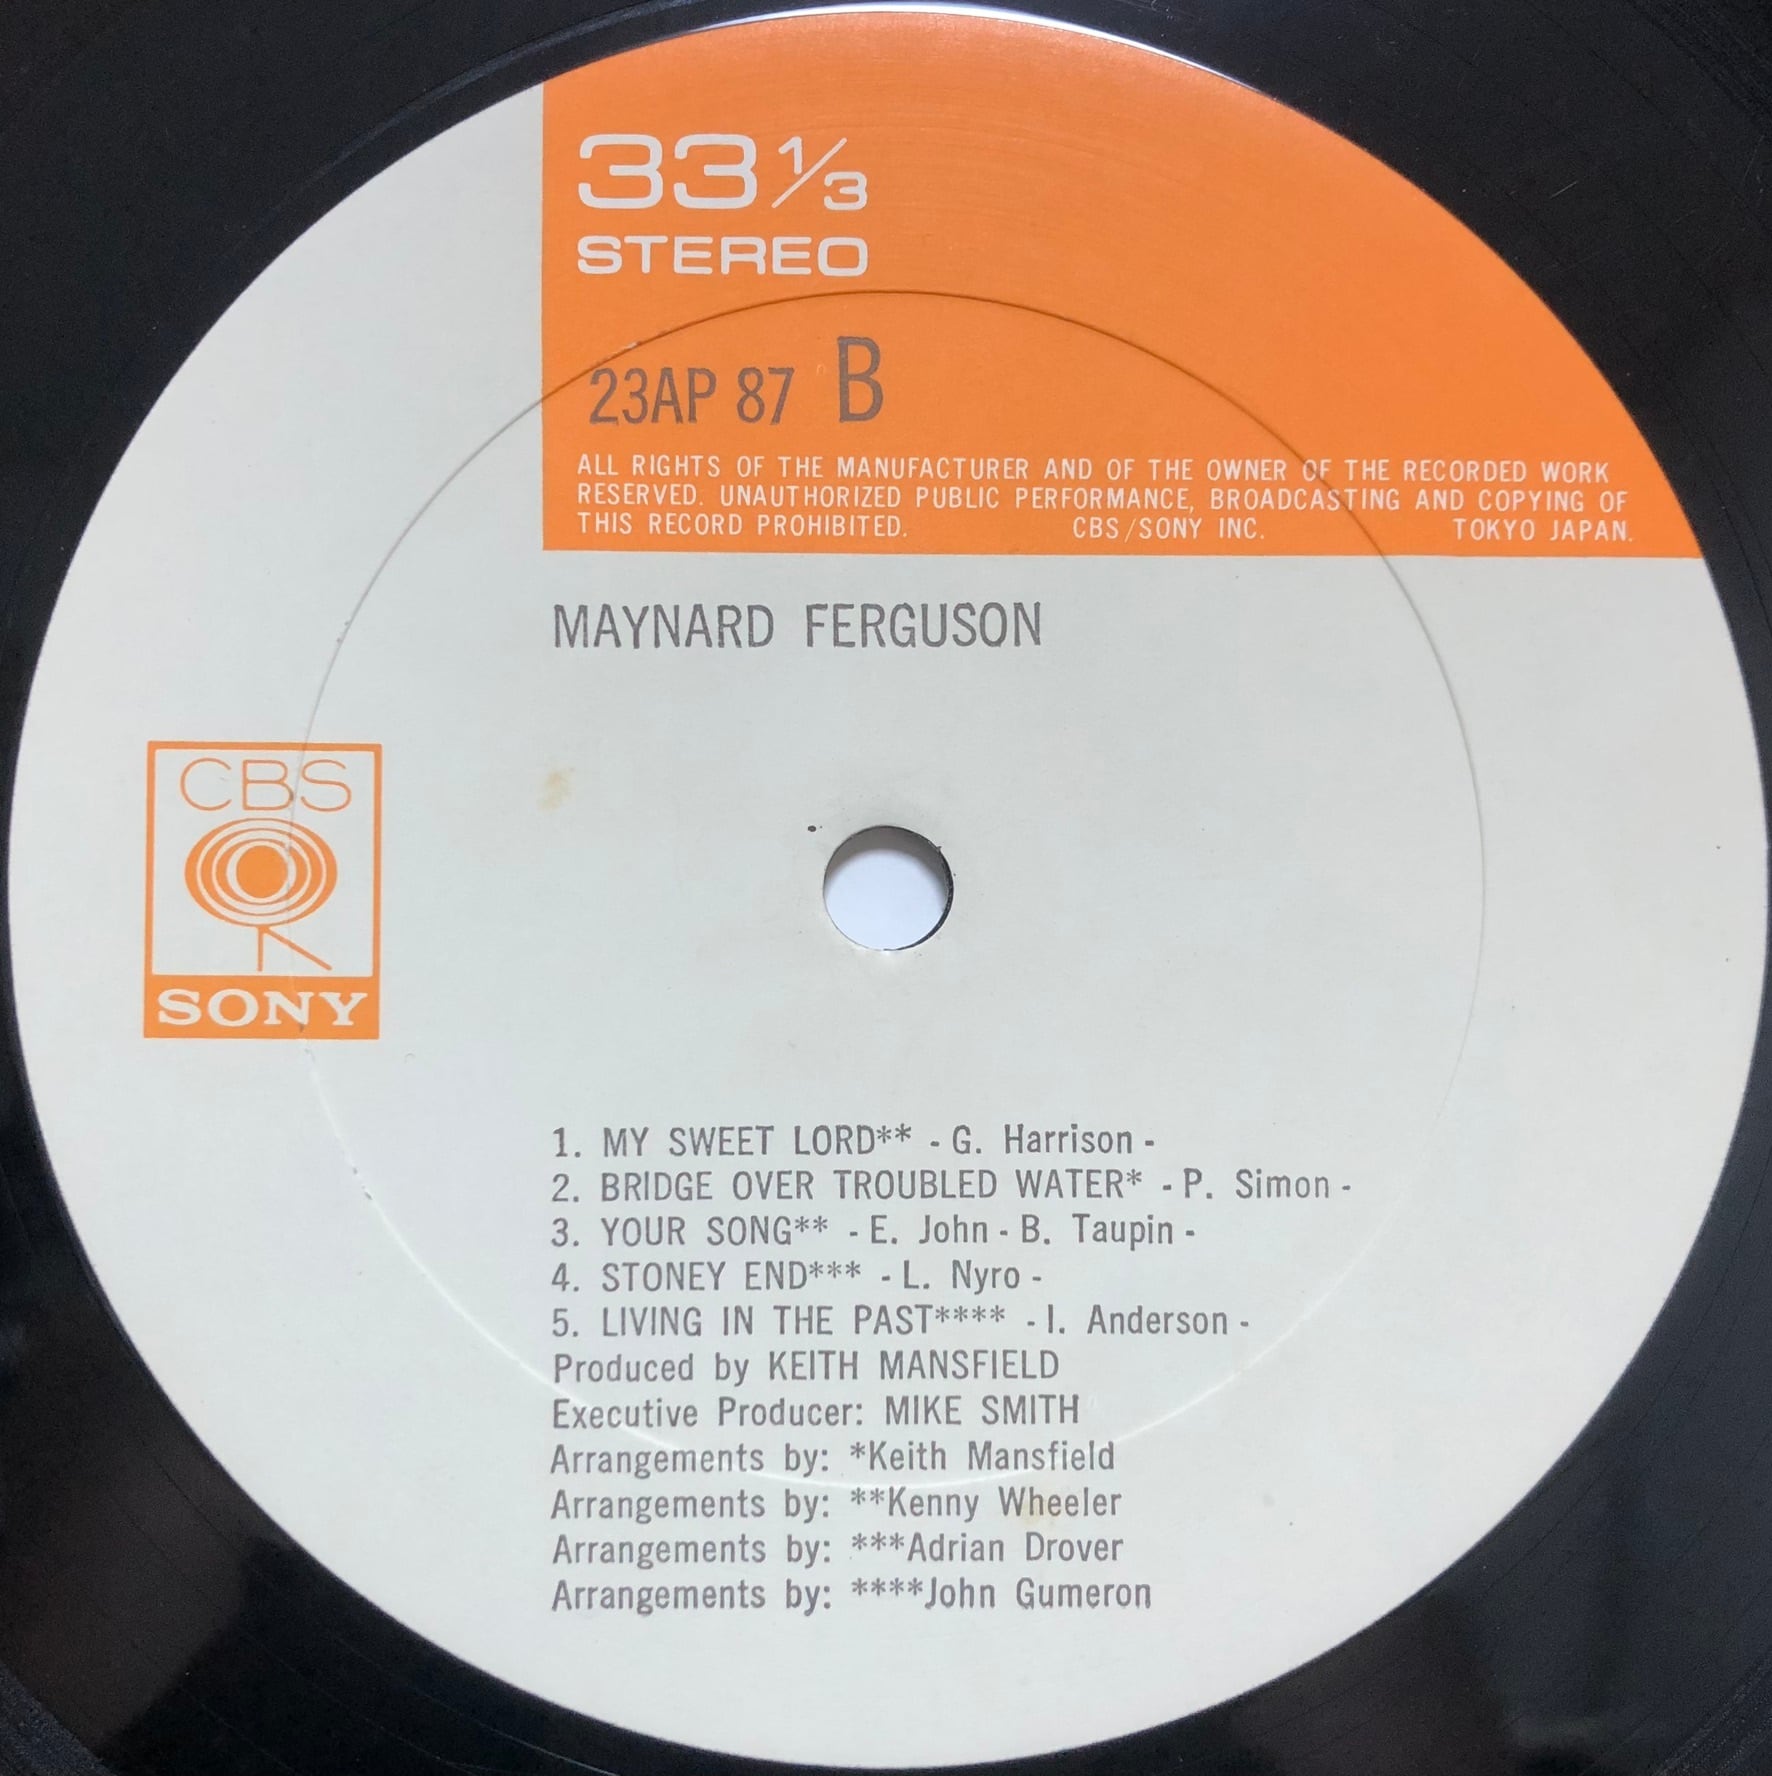 33 1/3
STEREO
23AP 87 B
ALL RIGHTS OF THE MANUFACTURER AND OF THE OWNER OF THE RECORDED WORK
RESERVED. UNAUTHORIZED PUBLIC PERFORMANCE, BROADCASTING AND COPYING OF
THIS RECORD PROHIBITED. CBS/SONY INC. TOKYO JAPAN.
MAYNARD FERGUSON
CBS
SONY
1. MY SWEET LORD** - G. Harrison -
2. BRIDGE OVER TROUBLED WATER* - P. Simon -
3. YOUR SONG** - E. John - B. Taupin -
4. STONEY END*** - L. Nyro -
5. LIVING IN THE PAST**** - I. Anderson -
Produced by KEITH MANSFIELD
Executive Producer: MIKE SMITH
Arrangements by: *Keith Mansfield
Arrangements by: **Kenny Wheeler
Arrangements by: ***Adrian Drover
Arrangements by: ****John Gumeron